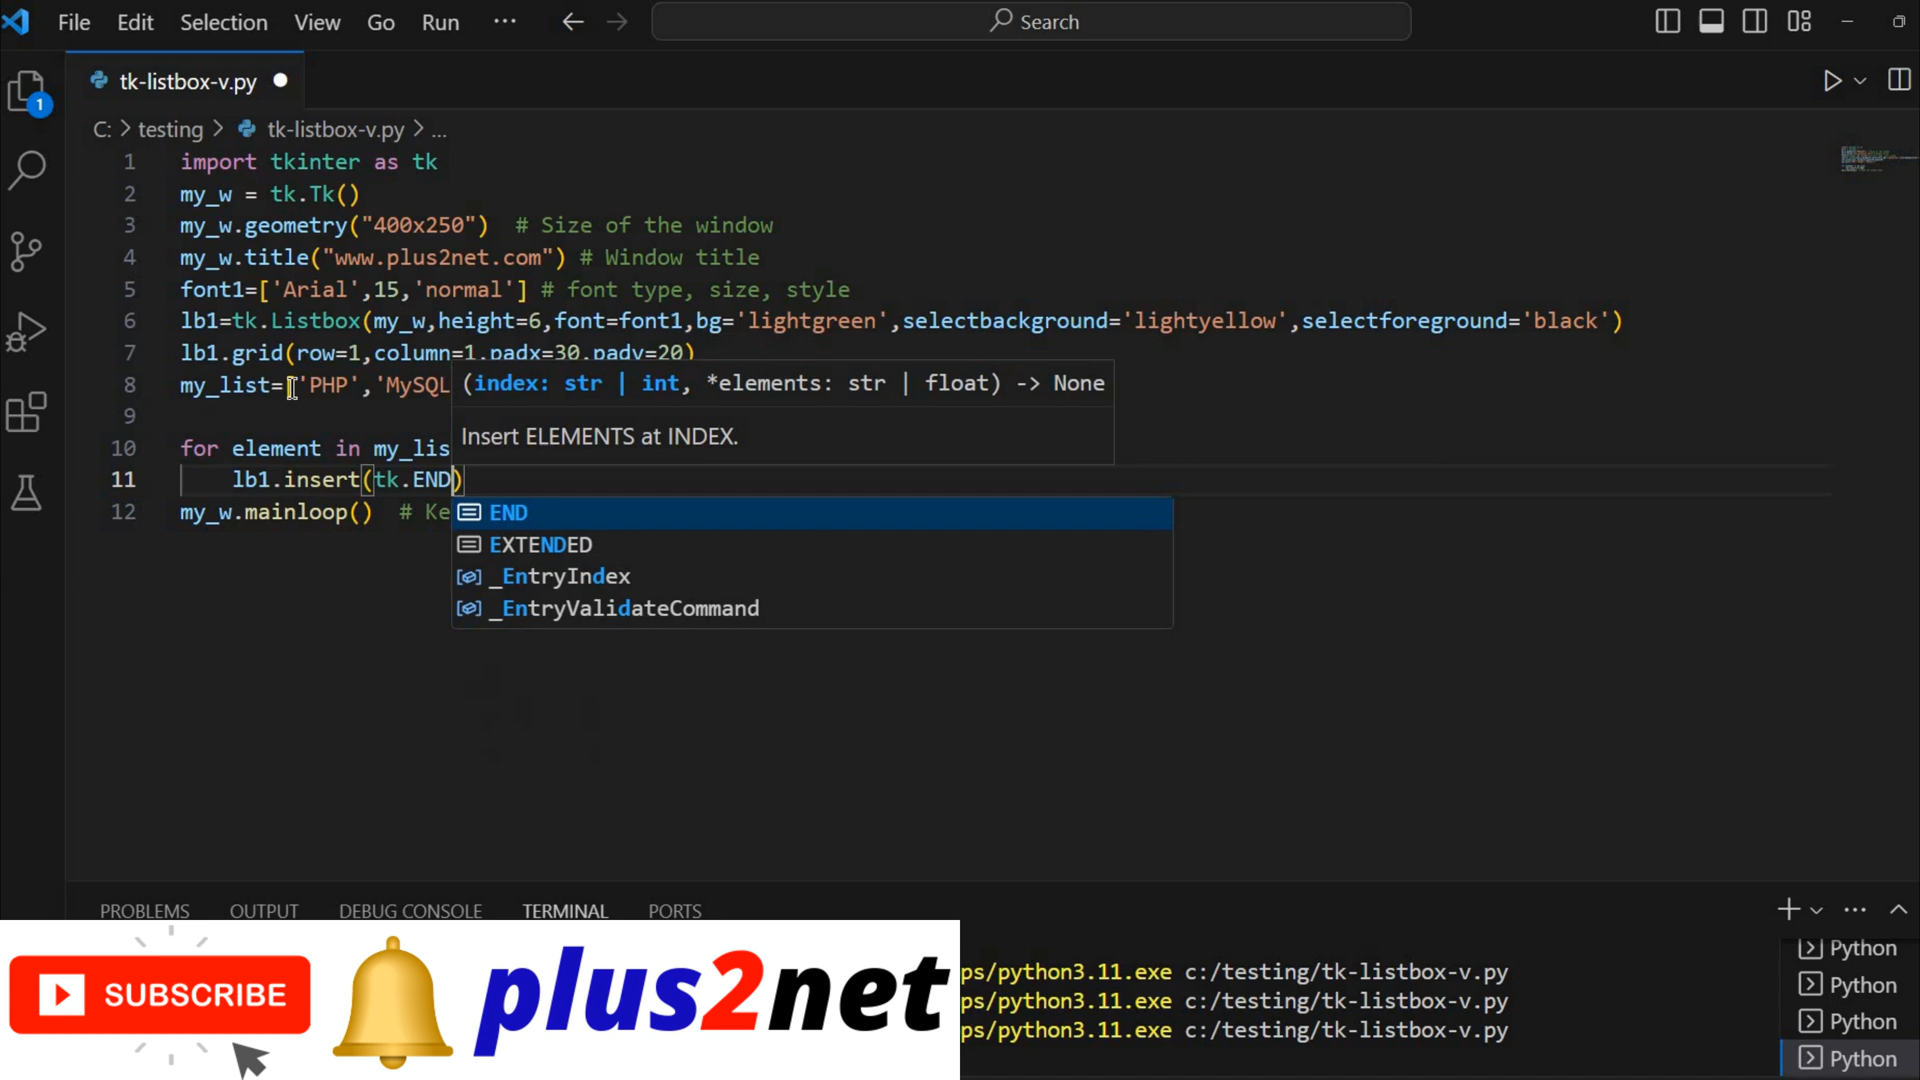 File Edit Selection View Go Run ··· Search
tk-listbox-v.py
1
C: > testing > tk-listbox-v.py > ...
1 import tkinter as tk
2 my_w = tk.Tk()
3 my_w.geometry("400x250")  # Size of the window
4 my_w.title("www.plus2net.com") # Window title
5 font1=['Arial',15,'normal'] # font type, size, style
6 lb1=tk.Listbox(my_w,height=6,font=font1,bg='lightgreen',selectbackground='lightyellow',selectforeground='black')
7 lb1.grid(row=1,column=1,padx=30,pady=20)
8 my_list=['PHP','MySQL
(index: str | int, *elements: str | float) -> None
9
Insert ELEMENTS at INDEX.
10 for element in my_lis
11 lb1.insert(tk.END)
12 my_w.mainloop()  # Ke
END
EXTENDED
_EntryIndex
_EntryValidateCommand
PROBLEMS OUTPUT DEBUG CONSOLE TERMINAL PORTS
SUBSCRIBE
plus2net
ps/python3.11.exe c:/testing/tk-listbox-v.py
ps/python3.11.exe c:/testing/tk-listbox-v.py
ps/python3.11.exe c:/testing/tk-listbox-v.py
Python
Python
Python
Python